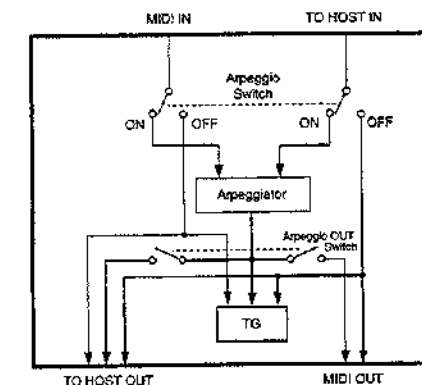 MIDI IN TO HOST IN
Arpeggio
Switch
ON OFF ON OFF
Arpeggiator
Arpeggio OUT
Switch
TG
TO HOST OUT MIDI OUT